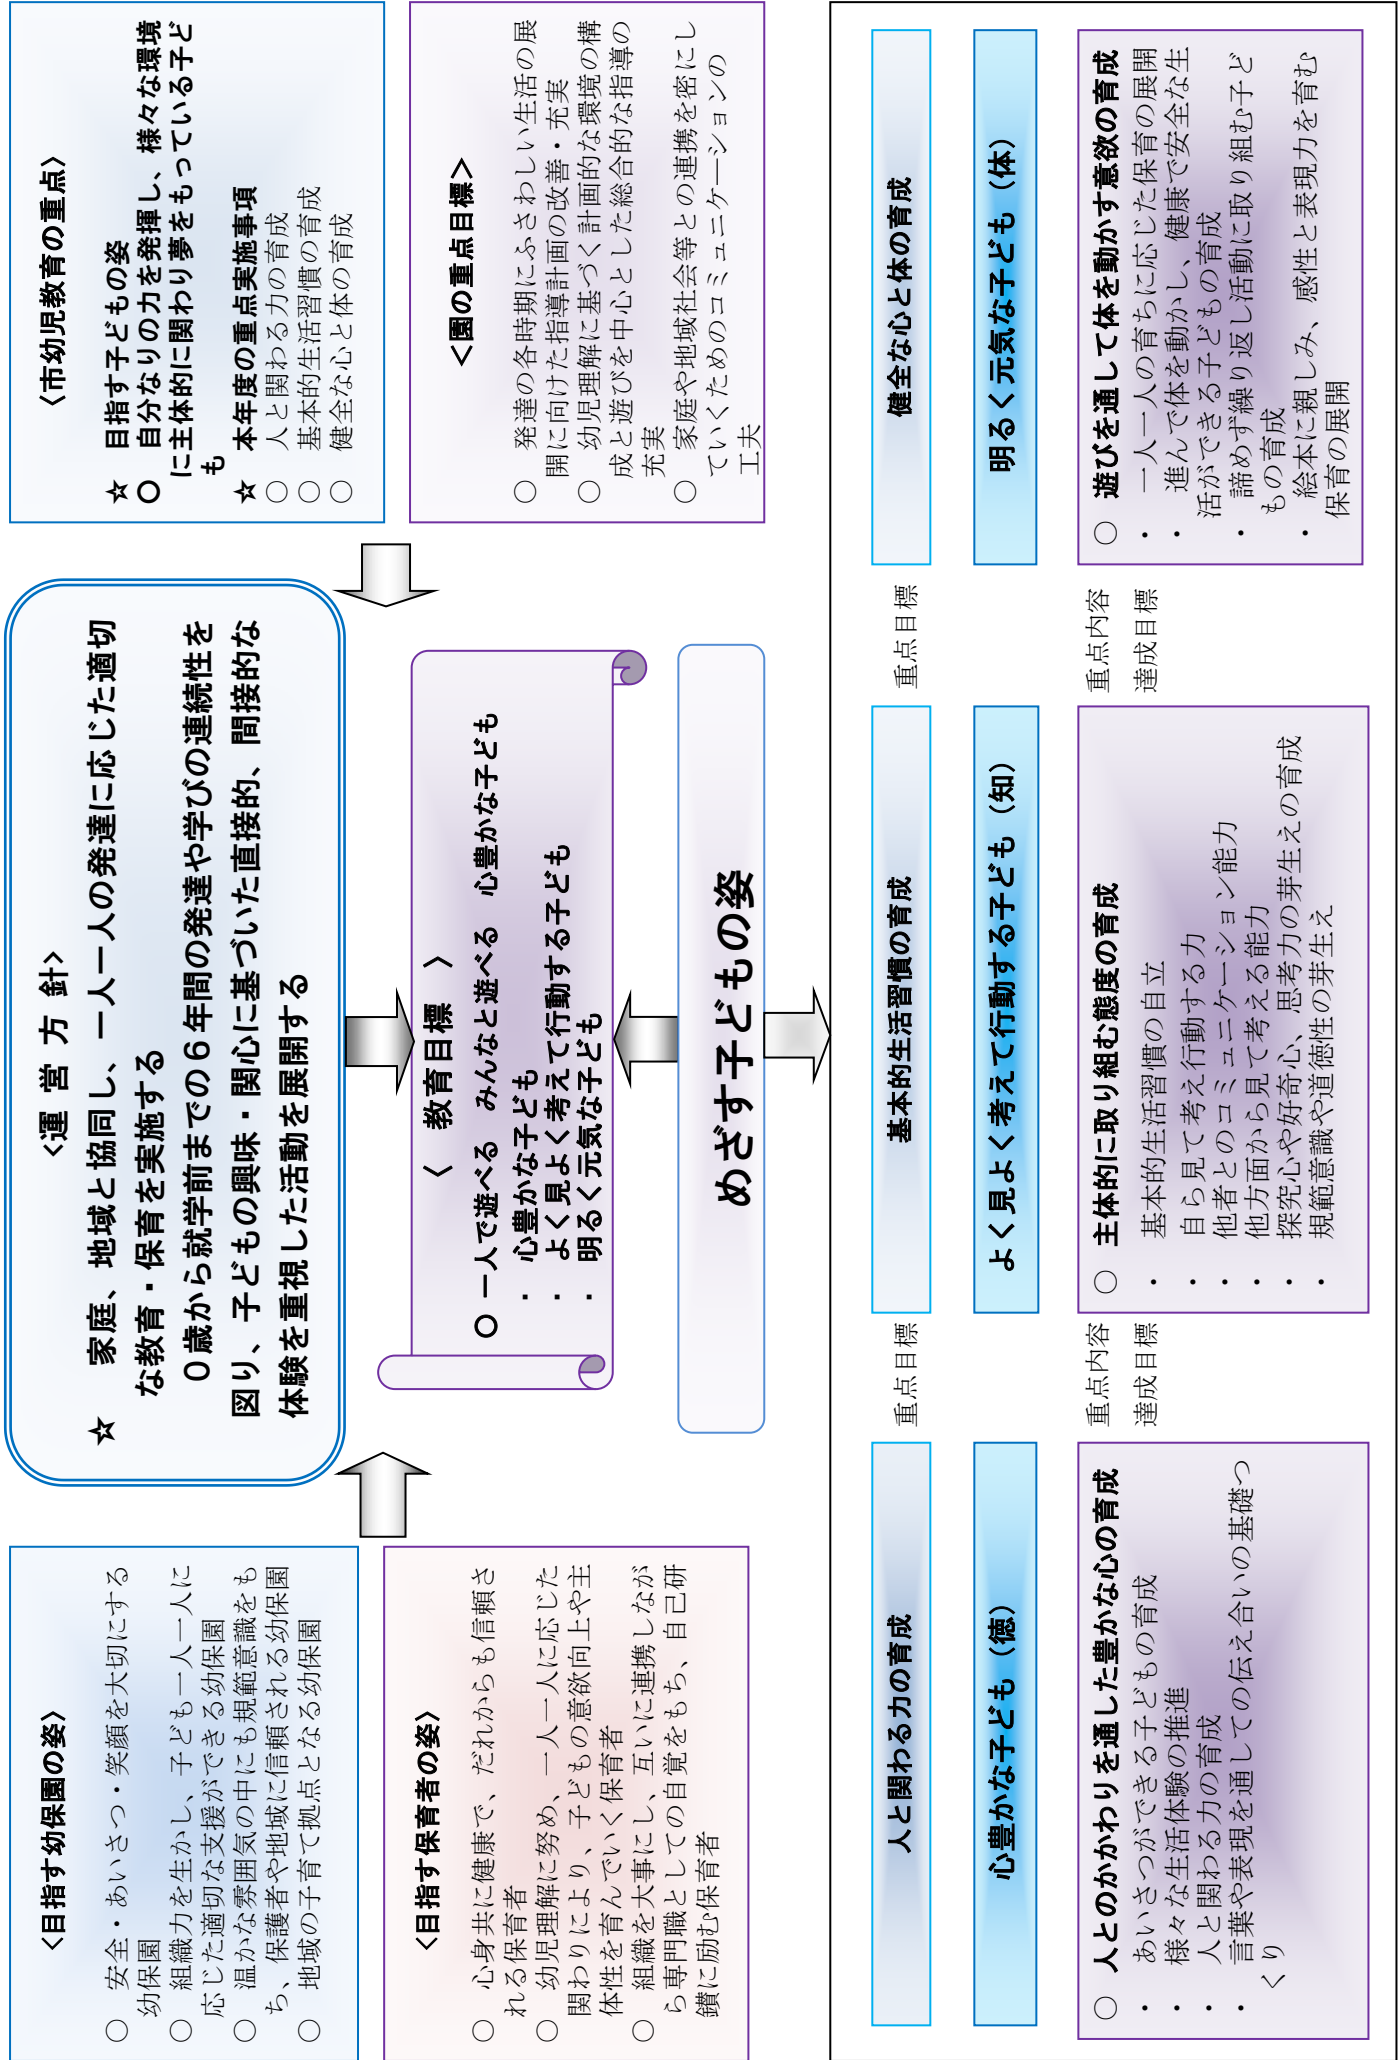 <目指す幼保園の姿>
○　安全・あいさつ・笑顔を大切にする
幼保園
○　組織力を生かし、子ども一人一人に
応じた適切な支援ができる幼保園
○　温かな雰囲気の中にも規範意識をも
ち、保護者や地域に信頼される幼保園
○　地域の子育て拠点となる幼保園
<目指す保育者の姿>
○　心身共に健康で、だれからも信頼さ
れる保育者
○　幼児理解に努め、一人一人に応じた
関わりにより、子どもの意欲向上や主
体性を育んでいく保育者
○　組織を大事にし、互いに連携しなが
ら専門職としての自覚をもち、自己研
鑽に励む保育者
<運 営 方 針>
☆　家庭、地域と協同し、一人一人の発達に応じた適切
な教育・保育を実施する
０歳から就学前までの６年間の発達や学びの連続性を
図り、子どもの興味・関心に基づいた直接的、間接的な
体験を重視した活動を展開する
〈　教育目標　〉
○ 一人で遊べる　みんなと遊べる　心豊かな子ども
・　心豊かな子ども
・　よく見よく考えて行動する子ども
・　明るく元気な子ども
めざす子どもの姿
〈市幼児教育の重点〉
☆　目指す子どもの姿
○　自分なりの力を発揮し、様々な環境
に主体的に関わり夢をもっている子ど
も
☆　本年度の重点実施事項
○　人と関わる力の育成
○　基本的生活習慣の育成
○　健全な心と体の育成
<園の重点目標>
○　発達の各時期にふさわしい生活の展
開に向けた指導計画の改善・充実
○　幼児理解に基づく計画的な環境の構
成と遊びを中心とした総合的な指導の
充実
○　家庭や地域社会等との連携を密にし
ていくためのコミュニケーションの
工夫
人と関わる力の育成
重点目標
基本的生活習慣の育成
重点目標
健全な心と体の育成
心豊かな子ども（徳）
よく見よく考えて行動する子ども（知）
明るく元気な子ども（体）
○　人とのかかわりを通した豊かな心の育成
・　あいさつができる子どもの育成
・　様々な生活体験の推進
・　人と関わる力の育成
・　言葉や表現を通しての伝え合いの基礎つ
くり
重点内容
達成目標
○　主体的に取り組む態度の育成
・　基本的生活習慣の自立
・　自ら見て考え行動する力
・　他者とのコミュニケーション能力
・　他方面から見て考える能力
・　探究心や好奇心、思考力の芽生えの育成
・　規範意識や道徳性の芽生え
重点内容
達成目標
○　遊びを通して体を動かす意欲の育成
・　一人一人の育ちに応じた保育の展開
・　進んで体を動かし、健康で安全な生
活ができる子どもの育成
・　諦めず繰り返し活動に取り組む子ど
もの育成
・　絵本に親しみ、感性と表現力を育む
保育の展開